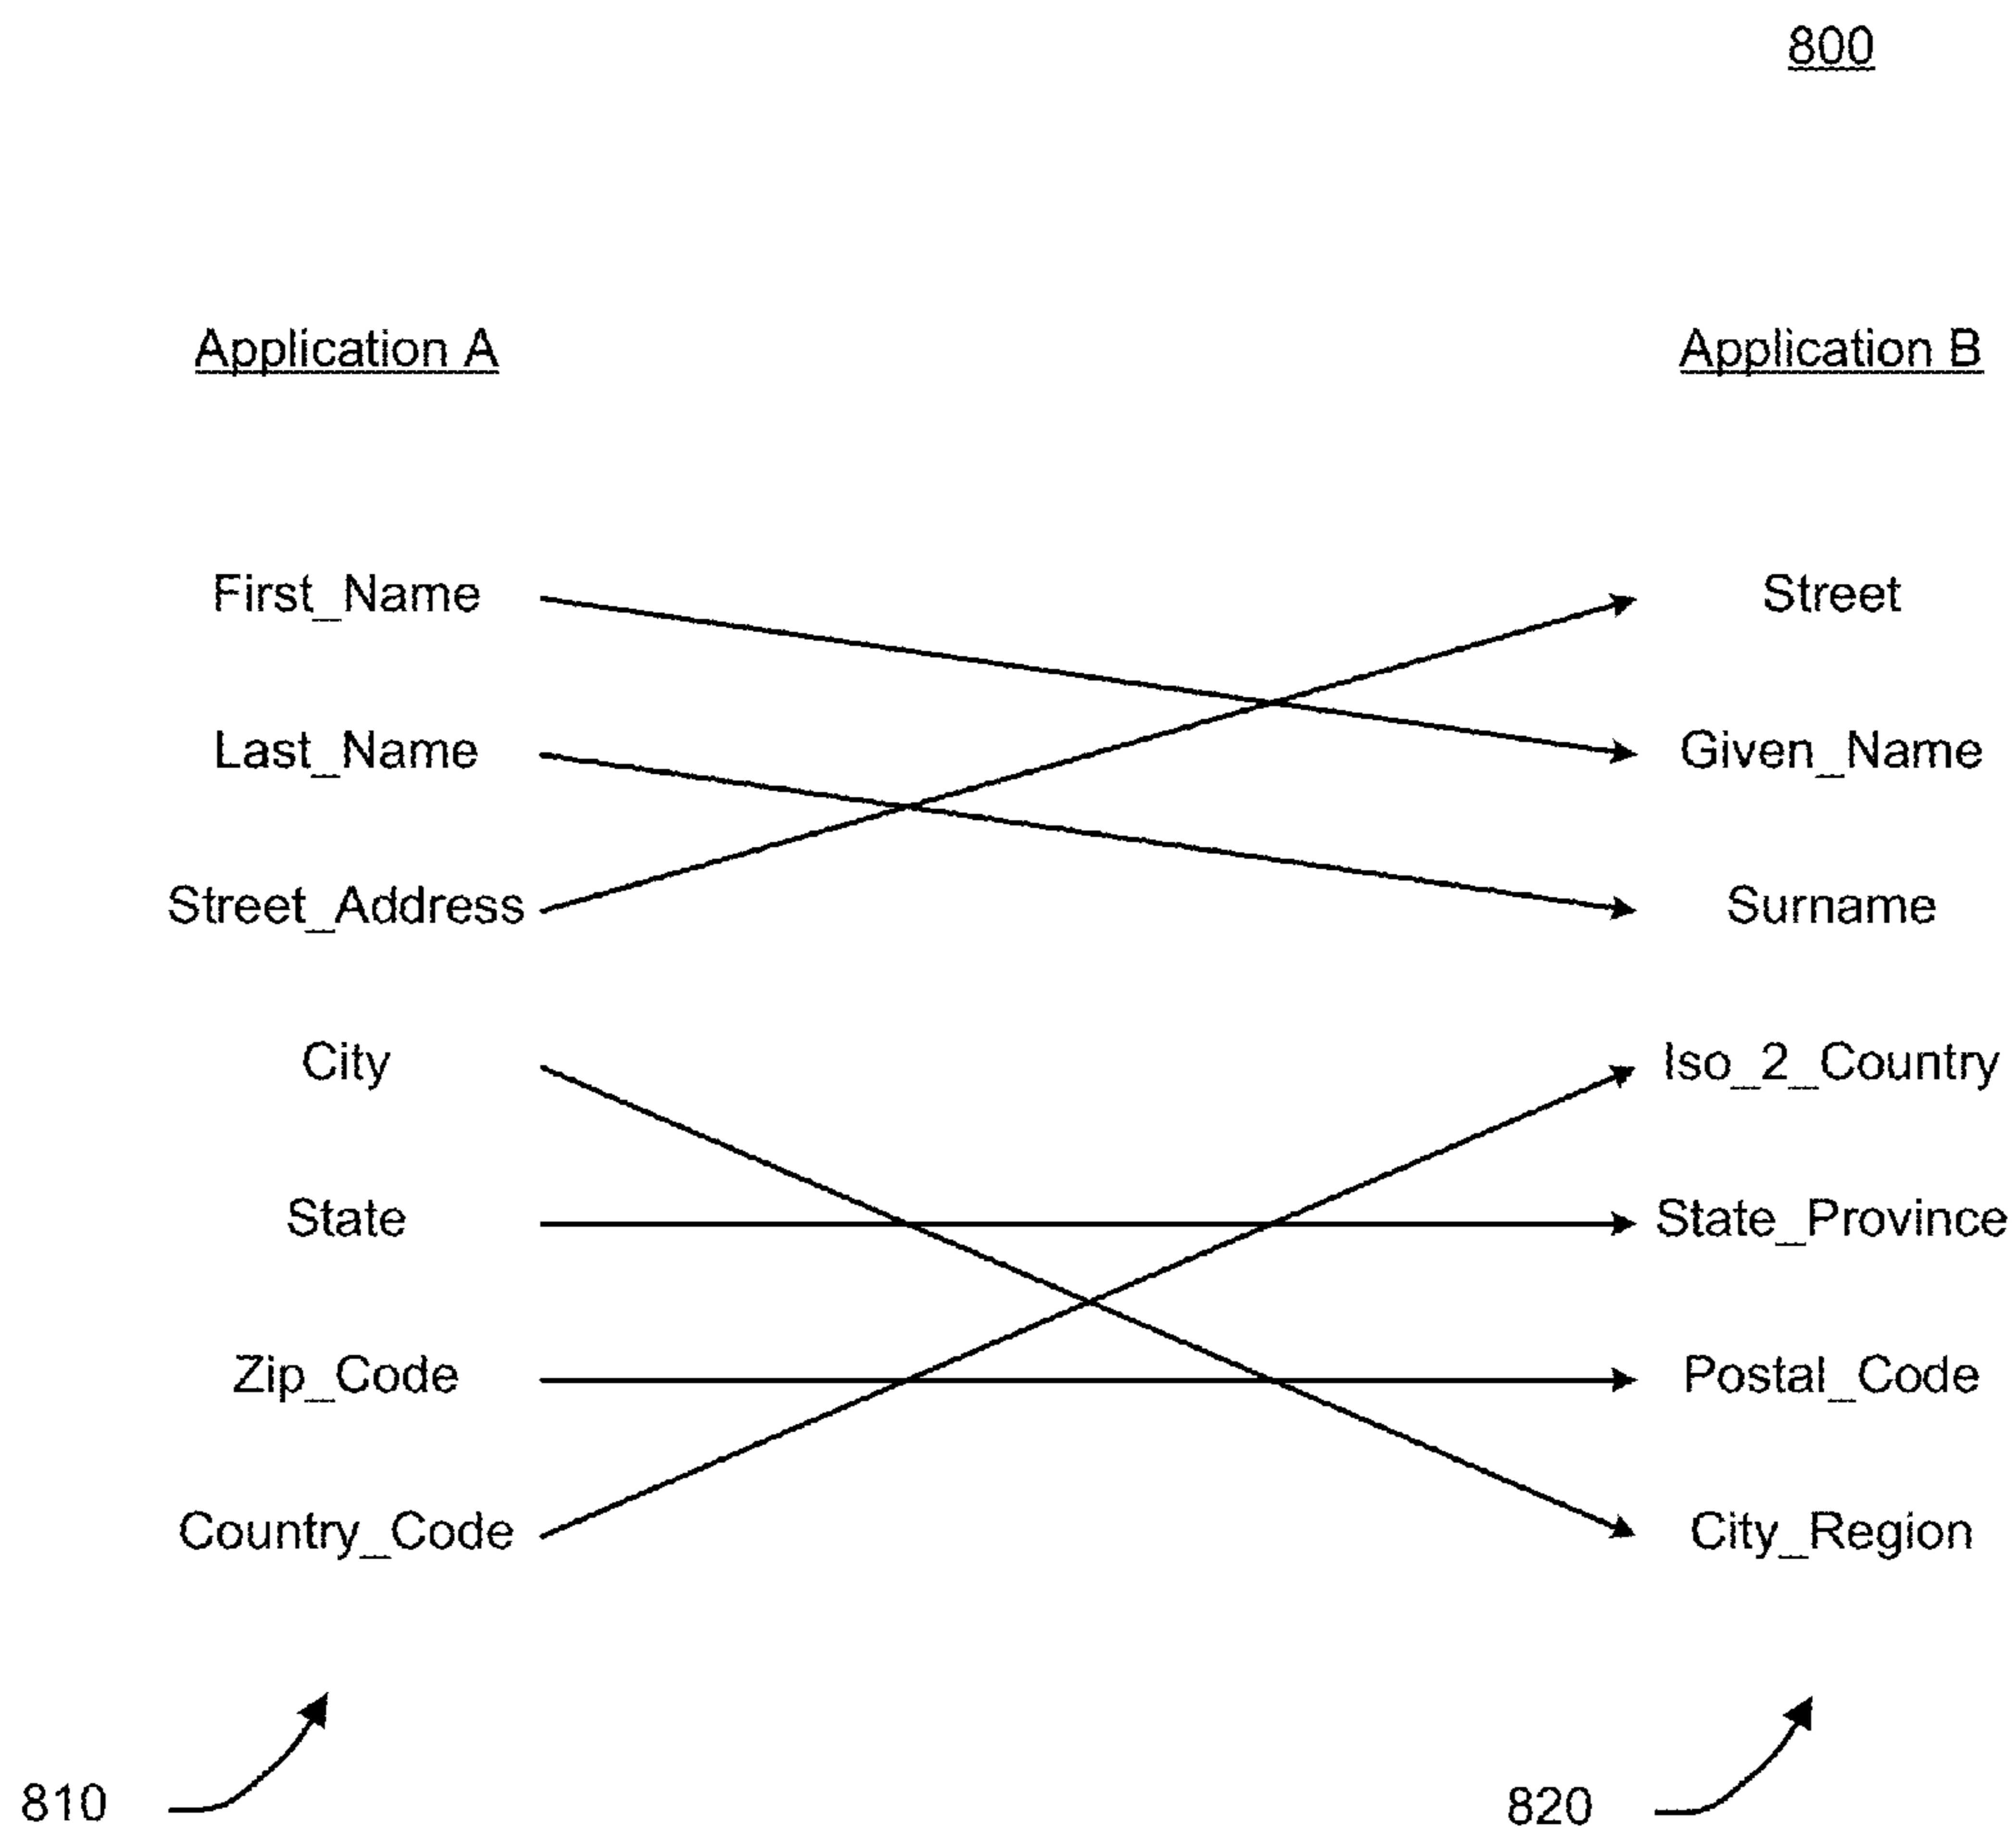 800
Application A
Application B
First_Name
Street
Last_Name
Given_Name
Street_Address
Surname
City
Iso_2_Country
State
State_Province
Zip_Code
Postal_Code
Country_Code
City_Region
810
820